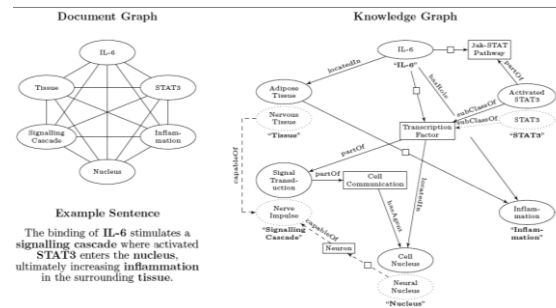 Document Graph
IL-6
Tissue
STAT3
Signalling
Cascade
Inflam-
mation
Nucleus
Example Sentence
The binding of IL-6 stimulates a
signalling cascade where activated
STAT3 enters the nucleus,
ultimately increasing inflammation
in the surrounding tissue.
Knowledge Graph
IL-6
"IL-6"
Jak-STAT
Pathway
locatedIn
hasRole
partOf
Adipose
Tissue
Nervous
Tissue
"Tissue"
Activated
STAT3
subClassOf
subClassOf
STAT3
"STAT3"
Transcription
Factor
capableOf
partOf
Signal
Transd-
uction
partOf
Cell
Communication
locatedIn
hasAgent
Nerve
Impulse
"Signalling
Cascade"
capableOf
Neuron
Cell
Nucleus
Neural
Nucleus
"Nucleus"
Inflam-
mation
"Inflam-
mation"